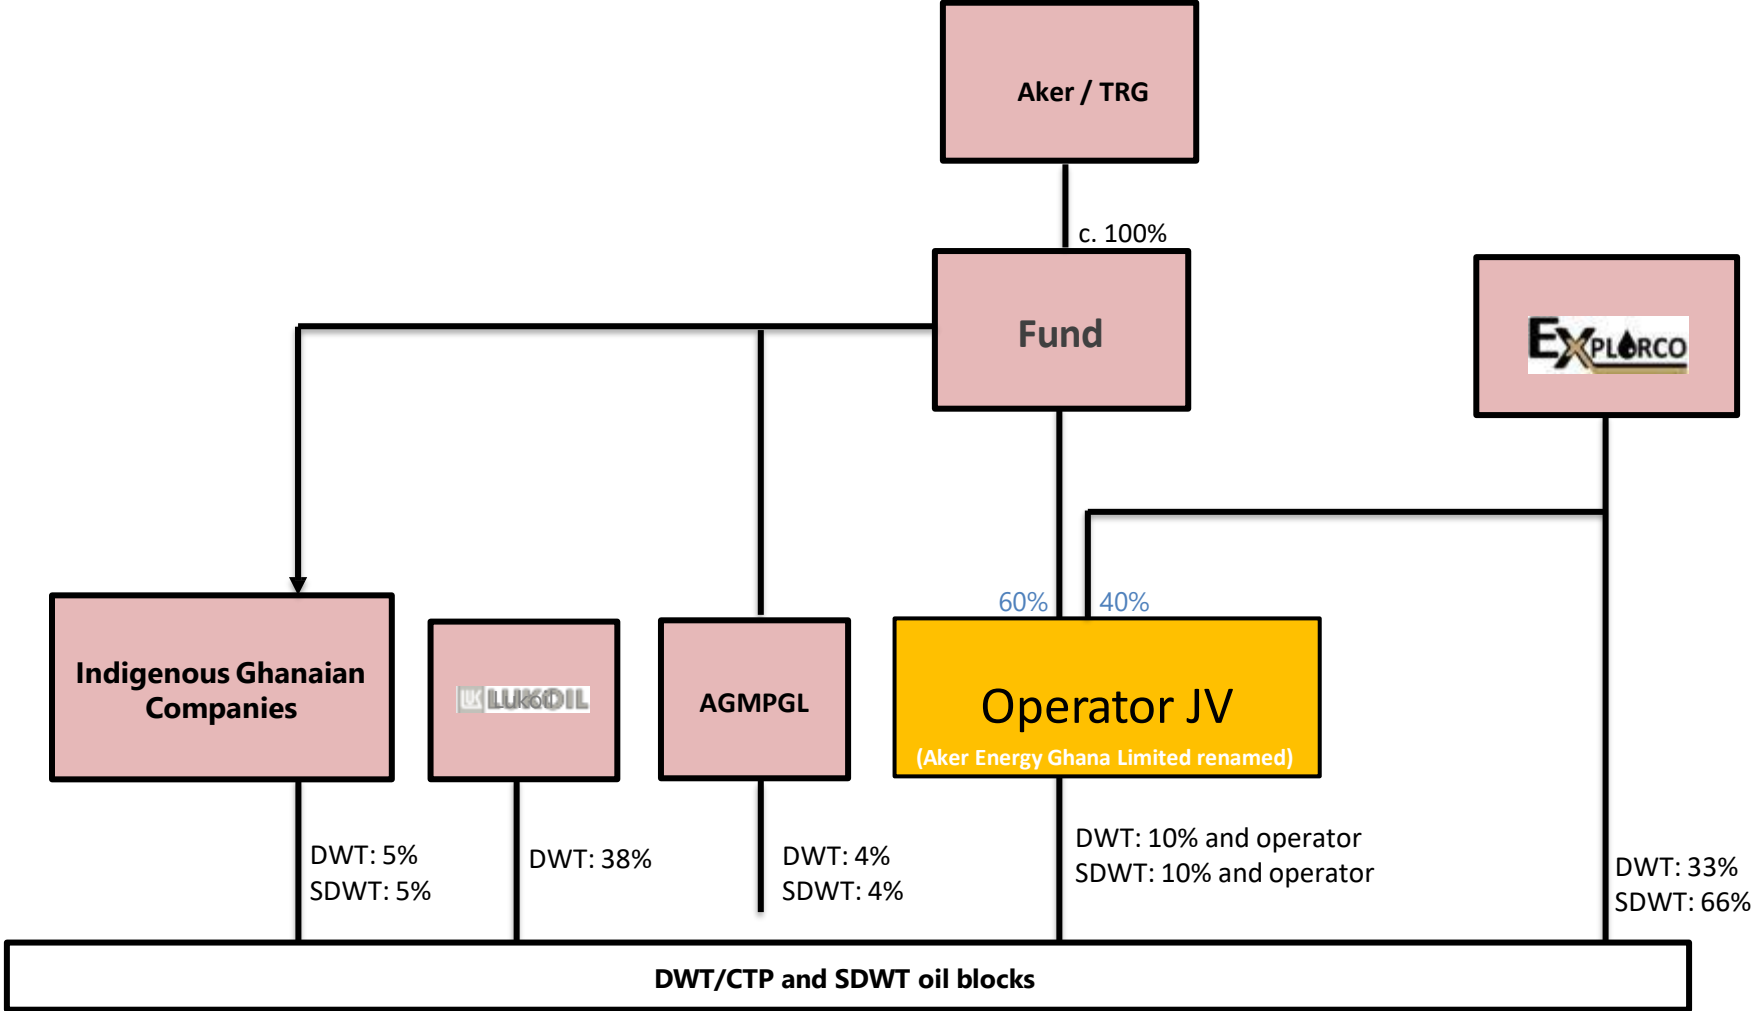 Aker / TRG
c. 100%
Fund
EXPLORCO
60%
40%
Indigenous Ghanaian
Companies
LUKOIL
Lukoil
AGMPGL
Operator JV
(Aker Energy Ghana Limited renamed)
DWT: 5%
SDWT: 5%
DWT: 38%
DWT: 4%
SDWT: 4%
DWT: 10% and operator
SDWT: 10% and operator
DWT: 33%
SDWT: 66%
DWT/CTP and SDWT oil blocks